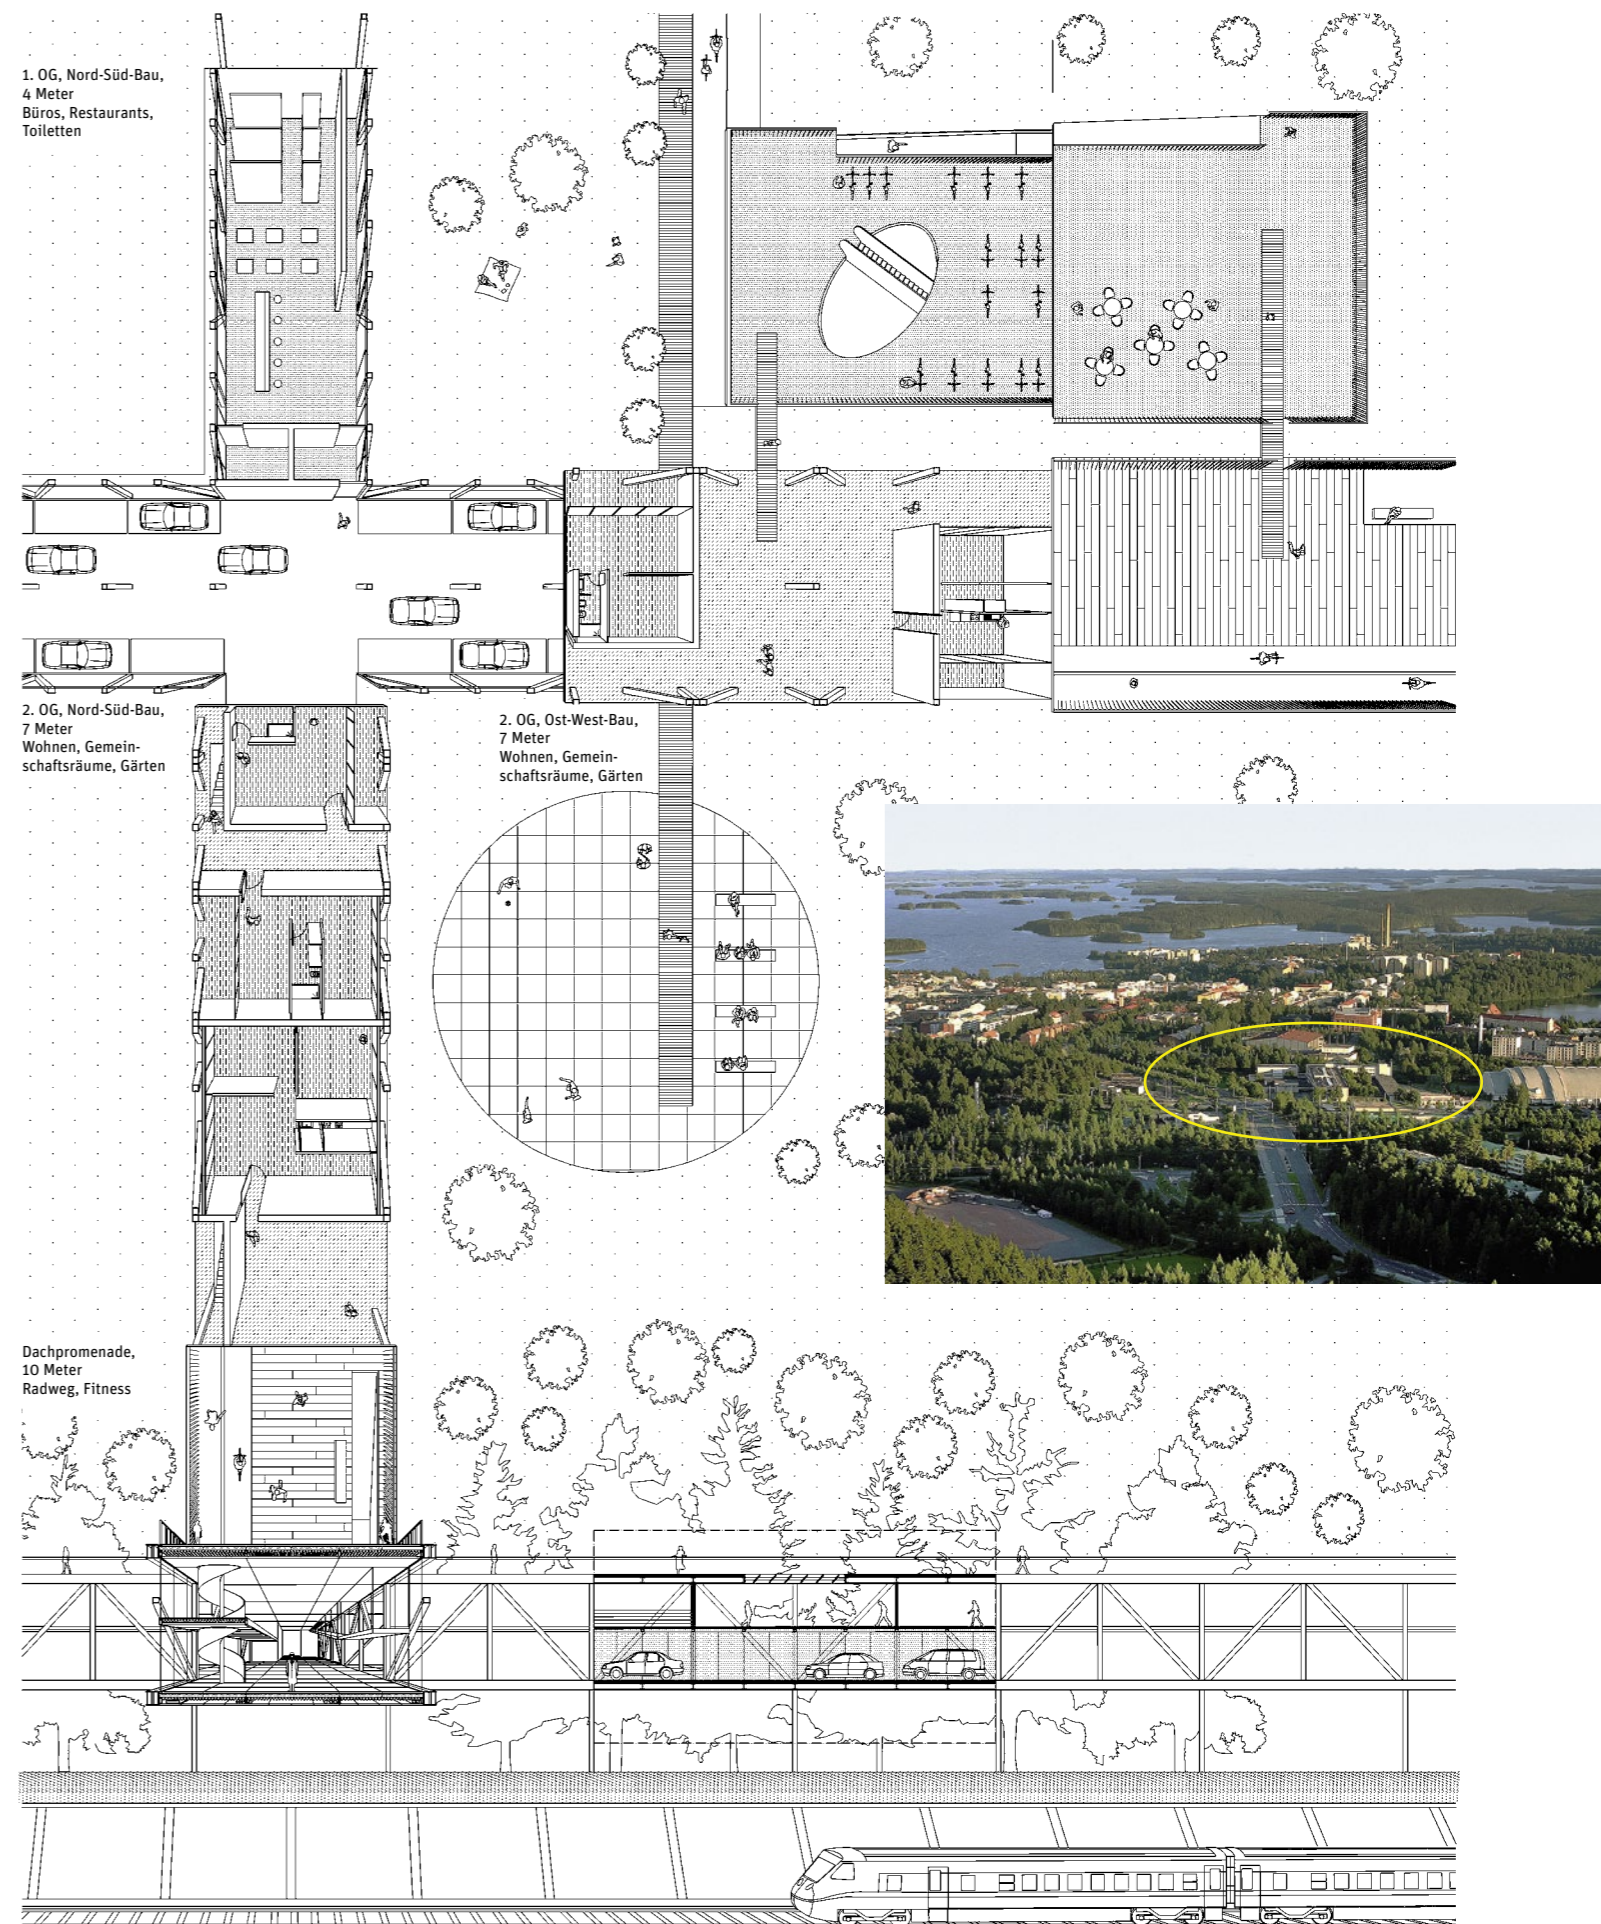 1. OG, Nord-Süd-Bau,
4 Meter
Büros, Restaurants,
Toiletten
2. OG, Nord-Süd-Bau,
7 Meter
Wohnen, Gemein-
schaftsräume, Gärten
2. OG, Ost-West-Bau,
7 Meter
Wohnen, Gemein-
schaftsräume, Gärten
Dachpromenade,
10 Meter
Radweg, Fitness